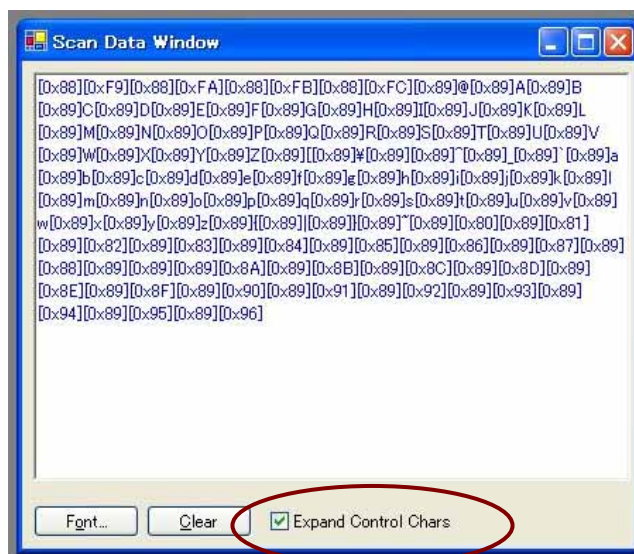 Scan Data Window
[0x88][0xF9][0x88][0xFA][0x88][0xFB][0x88][0xFC][0x89]@[0x89]A[0x89]B
[0x89]C[0x89]D[0x89]E[0x89]F[0x89]G[0x89]H[0x89]I[0x89]J[0x89]K[0x89]L
[0x89]M[0x89]N[0x89]O[0x89]P[0x89]Q[0x89]R[0x89]S[0x89]T[0x89]U[0x89]V
[0x89]W[0x89]X[0x89]Y[0x89]Z[0x89][[0x89]¥[0x89][0x89]^[0x89]_[0x89]`[0x89]a
[0x89]b[0x89]c[0x89]d[0x89]e[0x89]f[0x89]g[0x89]h[0x89]i[0x89]j[0x89]k[0x89]l
[0x89]m[0x89]n[0x89]o[0x89]p[0x89]q[0x89]r[0x89]s[0x89]t[0x89]u[0x89]v[0x89]
w[0x89]x[0x89]y[0x89]z[0x89]{[0x89]|[0x89]}[0x89]~[0x89][0x80][0x89][0x81]
[0x89][0x82][0x89][0x83][0x89][0x84][0x89][0x85][0x89][0x86][0x89][0x87][0x89]
[0x88][0x89][0x89][0x89][0x8A][0x89][0x8B][0x89][0x8C][0x89][0x8D][0x89]
[0x8E][0x89][0x8F][0x89][0x90][0x89][0x91][0x89][0x92][0x89][0x93][0x89]
[0x94][0x89][0x95][0x89][0x96]
Font... Clear Expand Control Chars